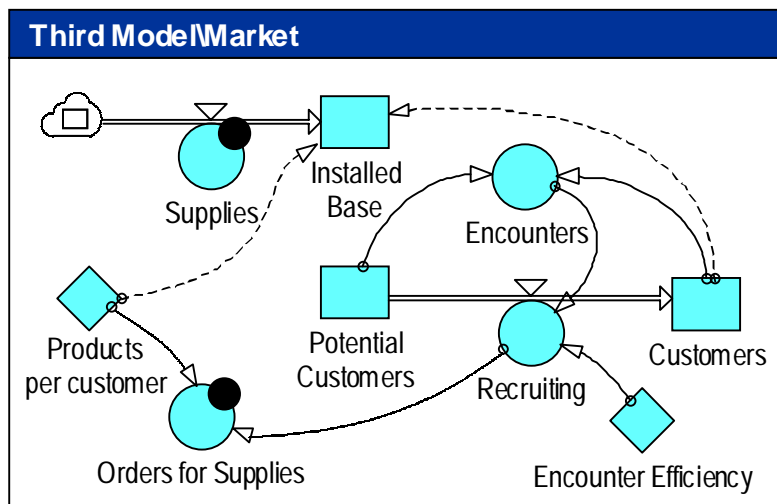 Third Model\Market
Supplies
Installed
Base
Encounters
Products
per customer
Potential
Customers
Recruiting
Customers
Orders for Supplies
Encounter Efficiency